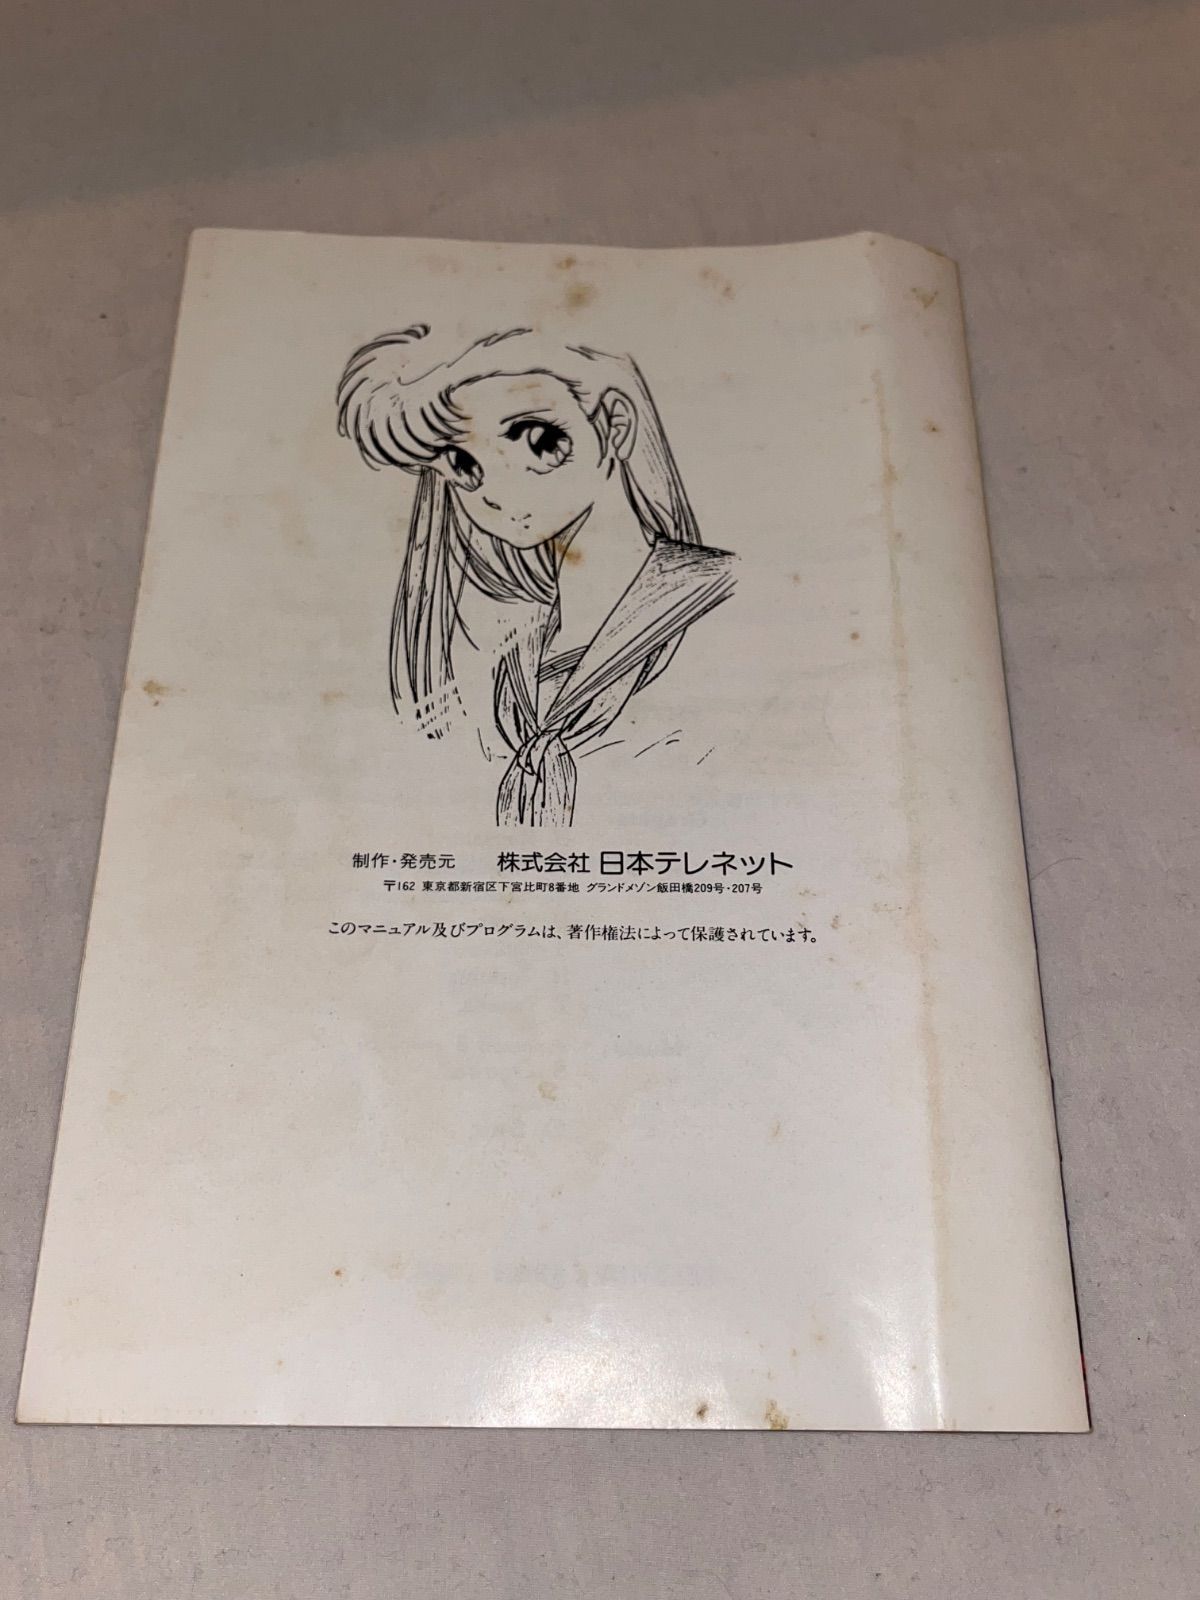 制作・発売元　株式会社 日本テレネット
〒162 東京都新宿区下宮比町8番地 グランドメゾン飯田橋209号・207号
このマニュアル及びプログラムは、著作権法によって保護されています。